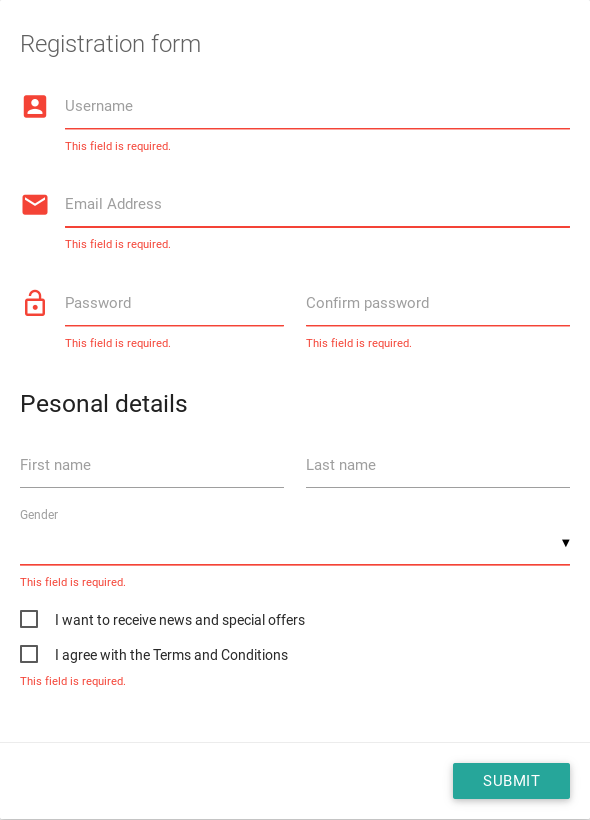 Registration form
Username
This field is required.
Email Address
This field is required.
Password Confirm password
This field is required. This field is required.
Pesonal details
First name Last name
Gender
This field is required.
I want to receive news and special offers
I agree with the Terms and Conditions
This field is required.
SUBMIT